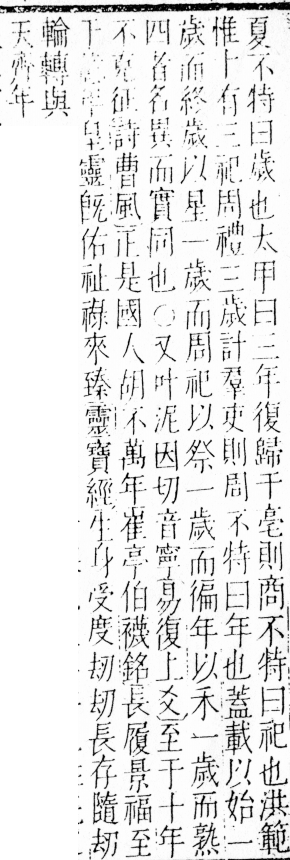 夏不特曰歲也太甲曰三年復歸于亳則商不特曰祀也洪範
惟十有三祀周禮三歲計羣吏則周不特曰年也蓋載以始一
歲而終歲以星一歲而周祀以祭一歲而徧年以禾一歲而熟
四者名異而實同也○又叶泥因切音寧易復上爻至于十年
不克征詩曹風正是國人胡不萬年崔亭伯襪銘長履景福至
于年皇靈旣佑祉祿來臻靈寶經生身受度刼刼長存隨刼
輪轉與
天齊年